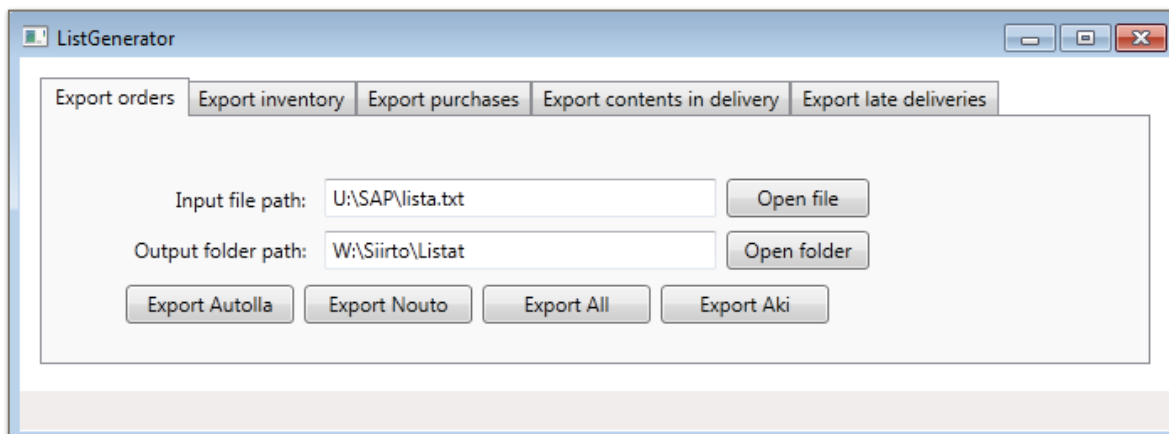 ListGenerator
Export orders Export inventory Export purchases Export contents in delivery Export late deliveries
Input file path: U:\SAP\lista.txt Open file
Output folder path: W:\Siirto\Listat Open folder
Export Autolla Export Nouto Export All Export Aki